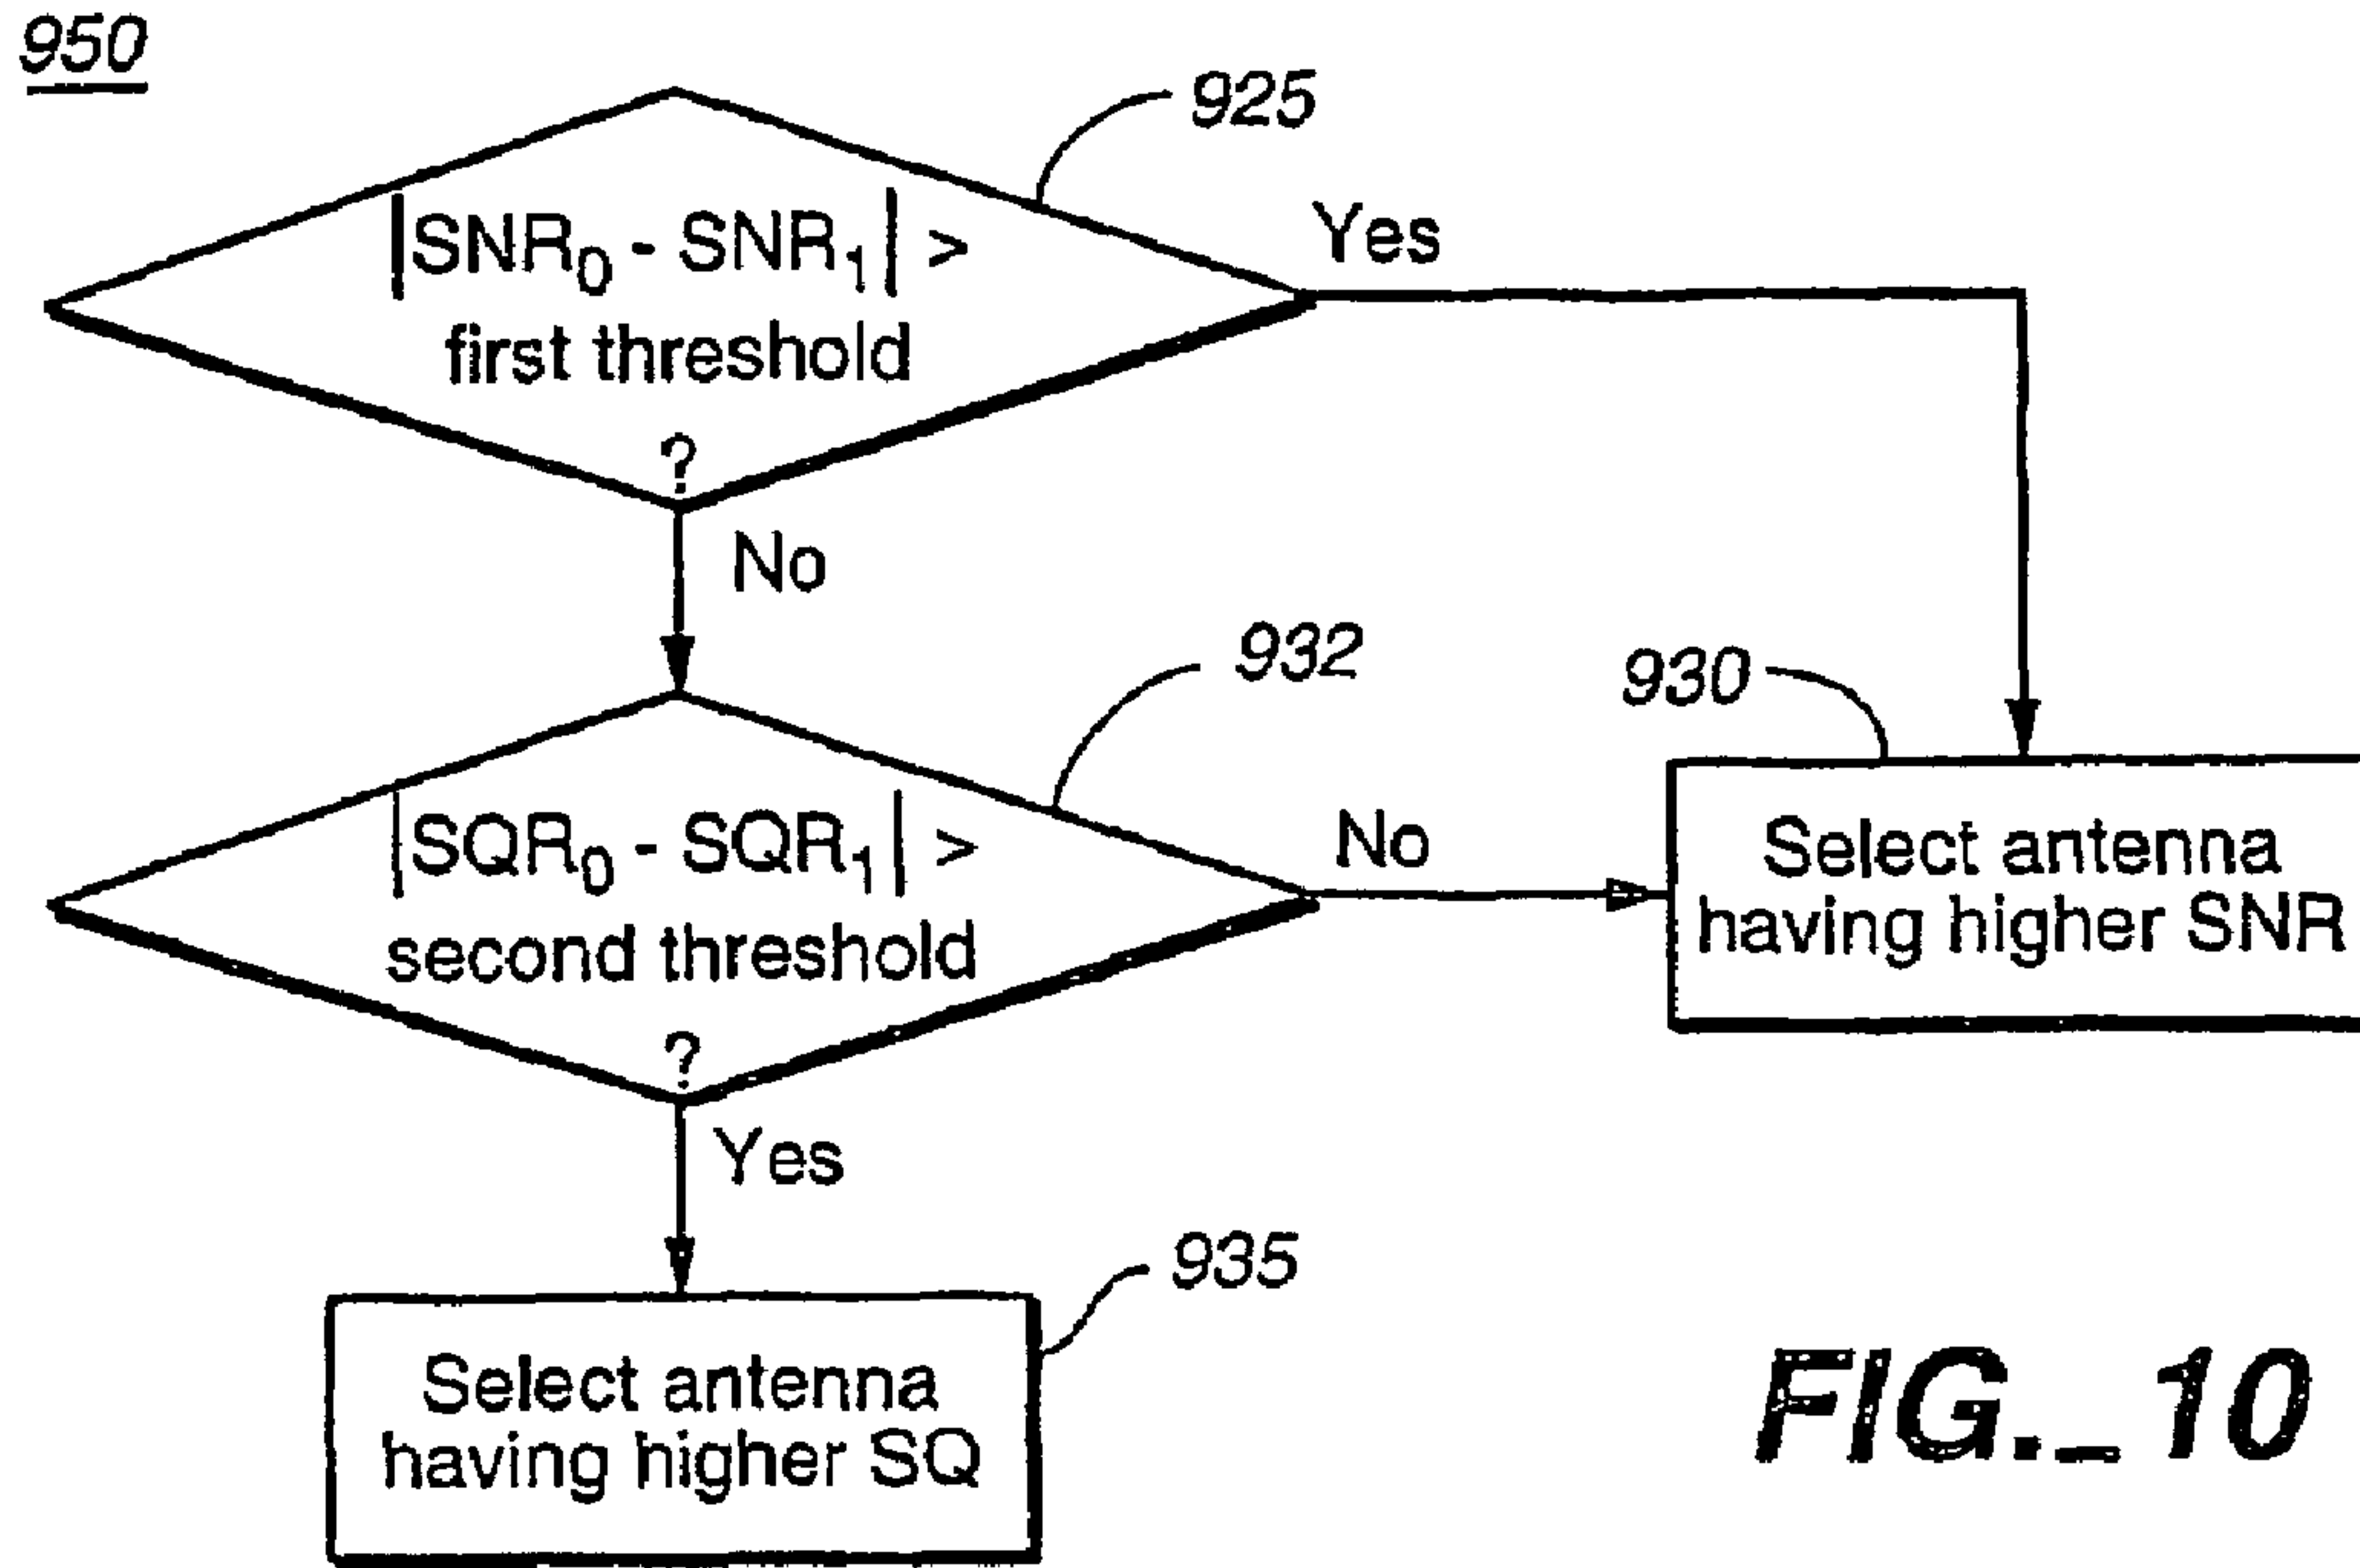 950
925
|SNR₀ - SNR₁| >
first threshold
?
Yes
No
932
930
|SQR₀ - SQR₁| >
second threshold
?
No
Select antenna
having higher SNR
Yes
935
Select antenna
having higher SQ
FIG._10